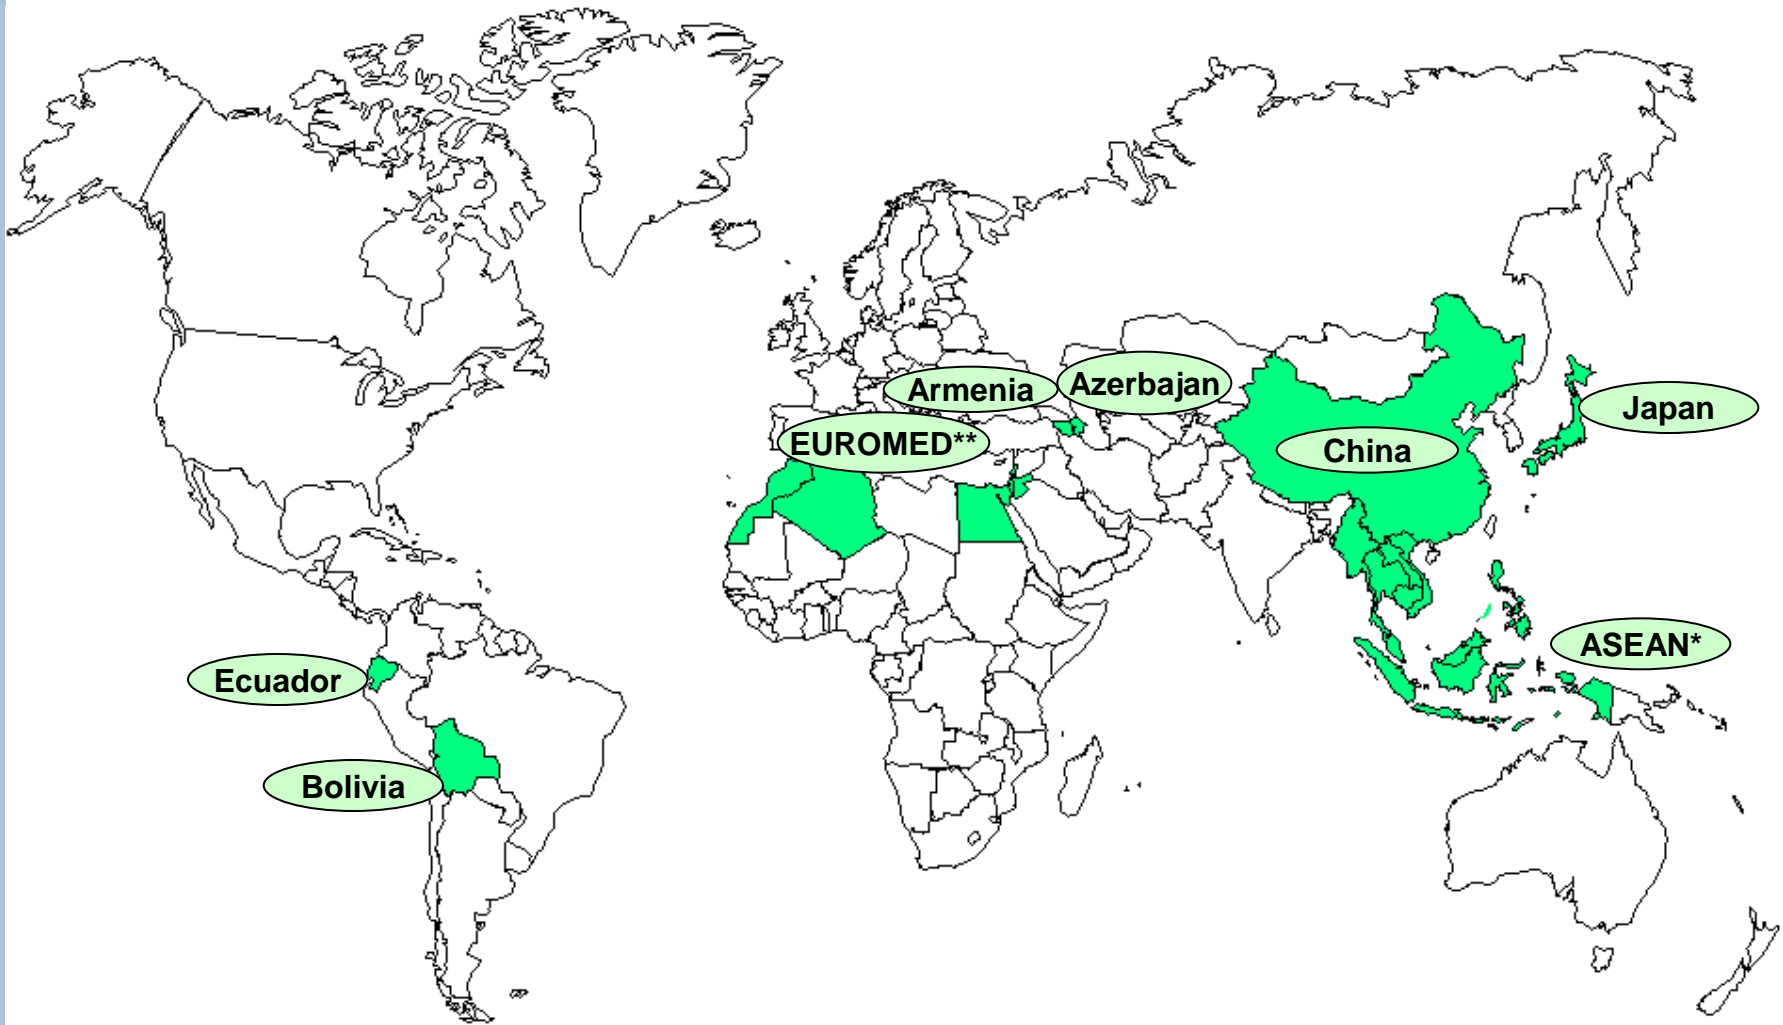 Armenia
Azerbajan
Japan
EUROMED**
China
ASEAN*
Ecuador
Bolivia